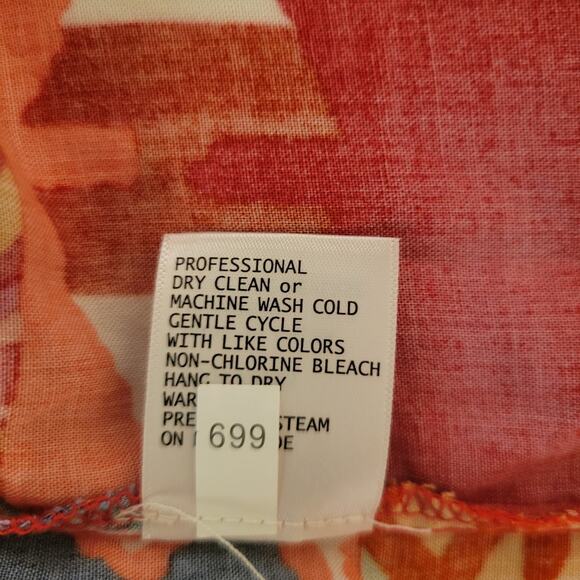 PROFESSIONAL
DRY CLEAN or
MACHINE WASH COLD
GENTLE CYCLE
WITH LIKE COLORS
NON-CHLORINE BLEACH
HANG TO DRY
STEAM
ON
699